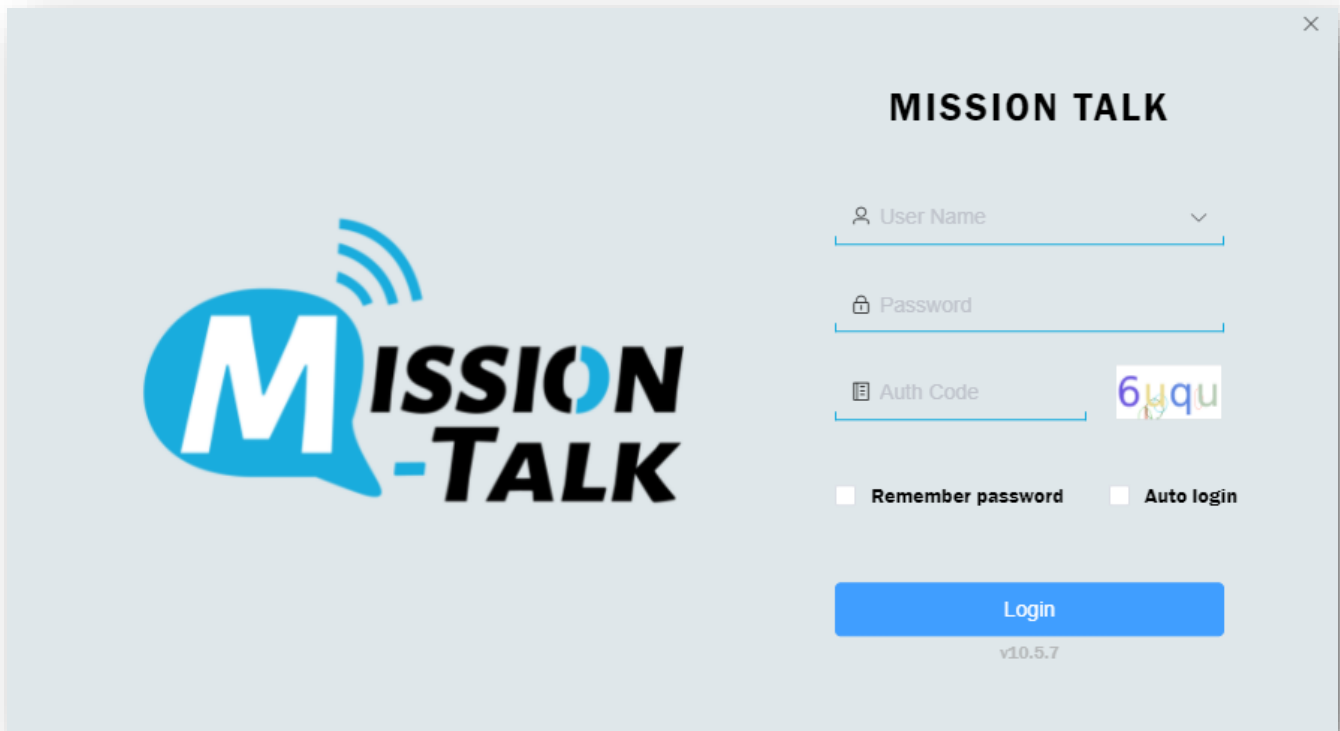 MISSION TALK
User Name
Password
MISSION
-TALK
Auth Code 6uqu
Remember password Auto login
Login
v10.5.7